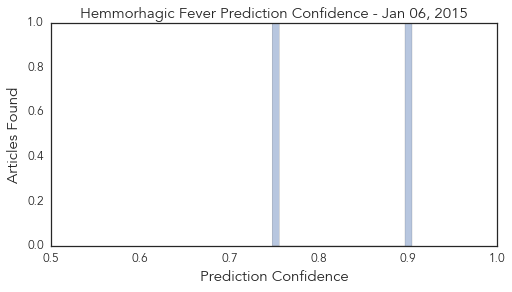 Hemmorhagic Fever Prediction Confidence - Jan 06, 2015
1.0
0.8
0.6
0.4
0.2
0.0
Articles Found
0.5 0.6 0.7 0.8 0.9 1.0
Prediction Confidence